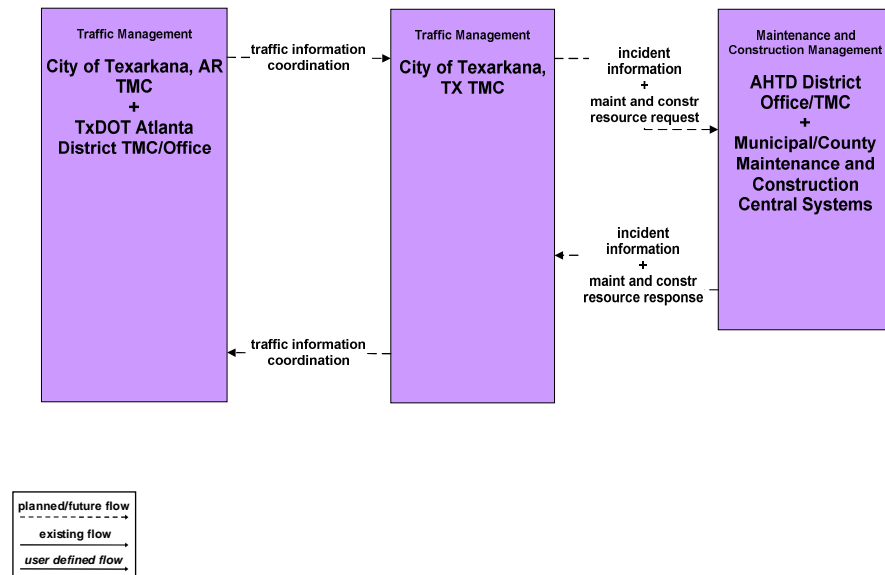 Traffic Management
City of Texarkana, AR
TMC
+
TxDOT Atlanta
District TMC/Office
traffic information
coordination
traffic information
coordination
Traffic Management
City of Texarkana,
TX TMC
incident
information
+
maint and constr
resource request
incident
information
+
maint and constr
resource response
Maintenance and
Construction Management
AHTD District
Office/TMC
+
Municipal/County
Maintenance and
Construction
Central Systems
planned/future flow
existing flow
user defined flow